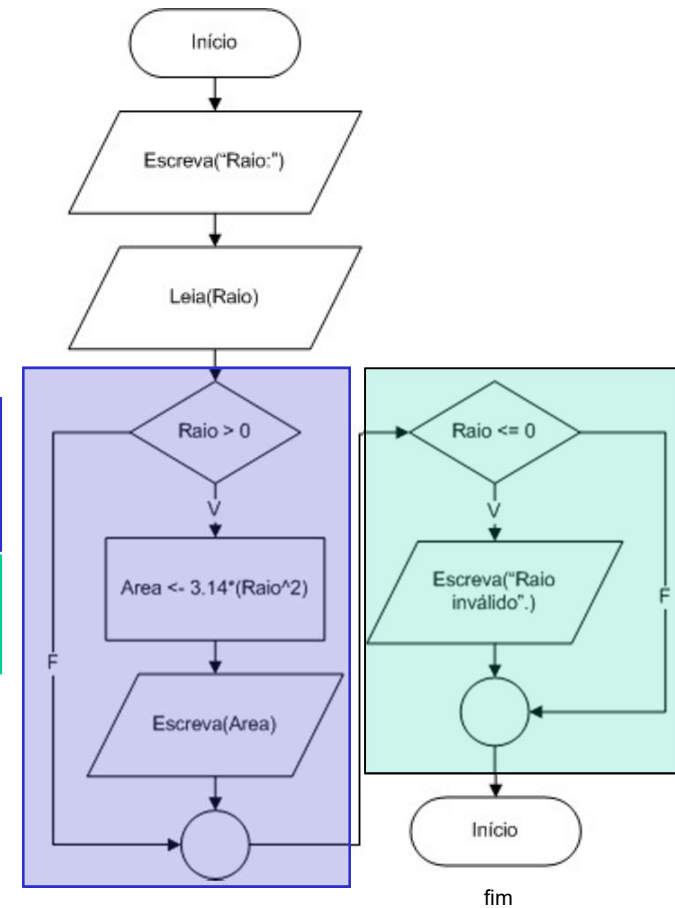 Início
Escreva("Raio:")
Leia(Raio)
Raio > 0
V
Area <- 3.14*(Raio^2)
F
Escreva(Area)
Raio <= 0
V
Escreva("Raio
inválido".)
F
Início
fim